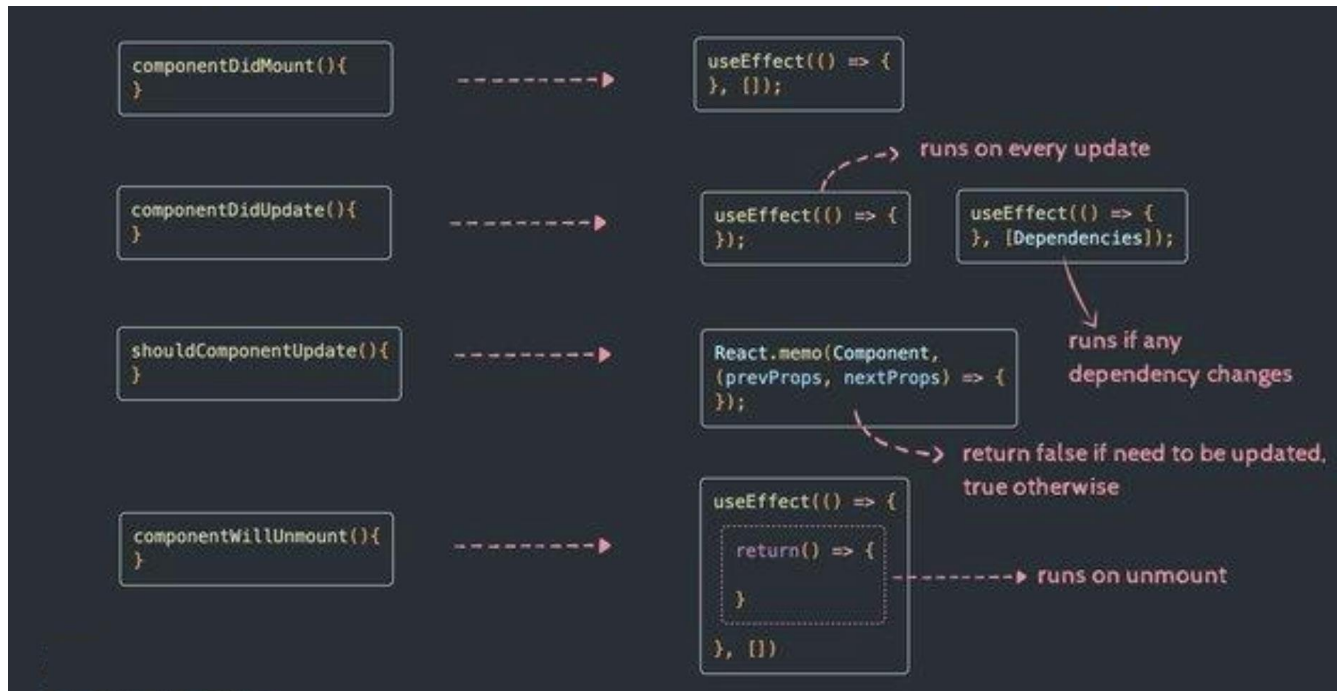 componentDidMount(){
}
useEffect(() => {
}, []);
runs on every update
componentDidUpdate(){
}
useEffect(() => {
});
useEffect(() => {
}, [Dependencies]);
runs if any
dependency changes
shouldComponentUpdate(){
}
React.memo(Component,
(prevProps, nextProps) => {
});
return false if need to be updated,
true otherwise
componentWillUnmount(){
}
useEffect(() => {
return() => {
}
}, [])
runs on unmount